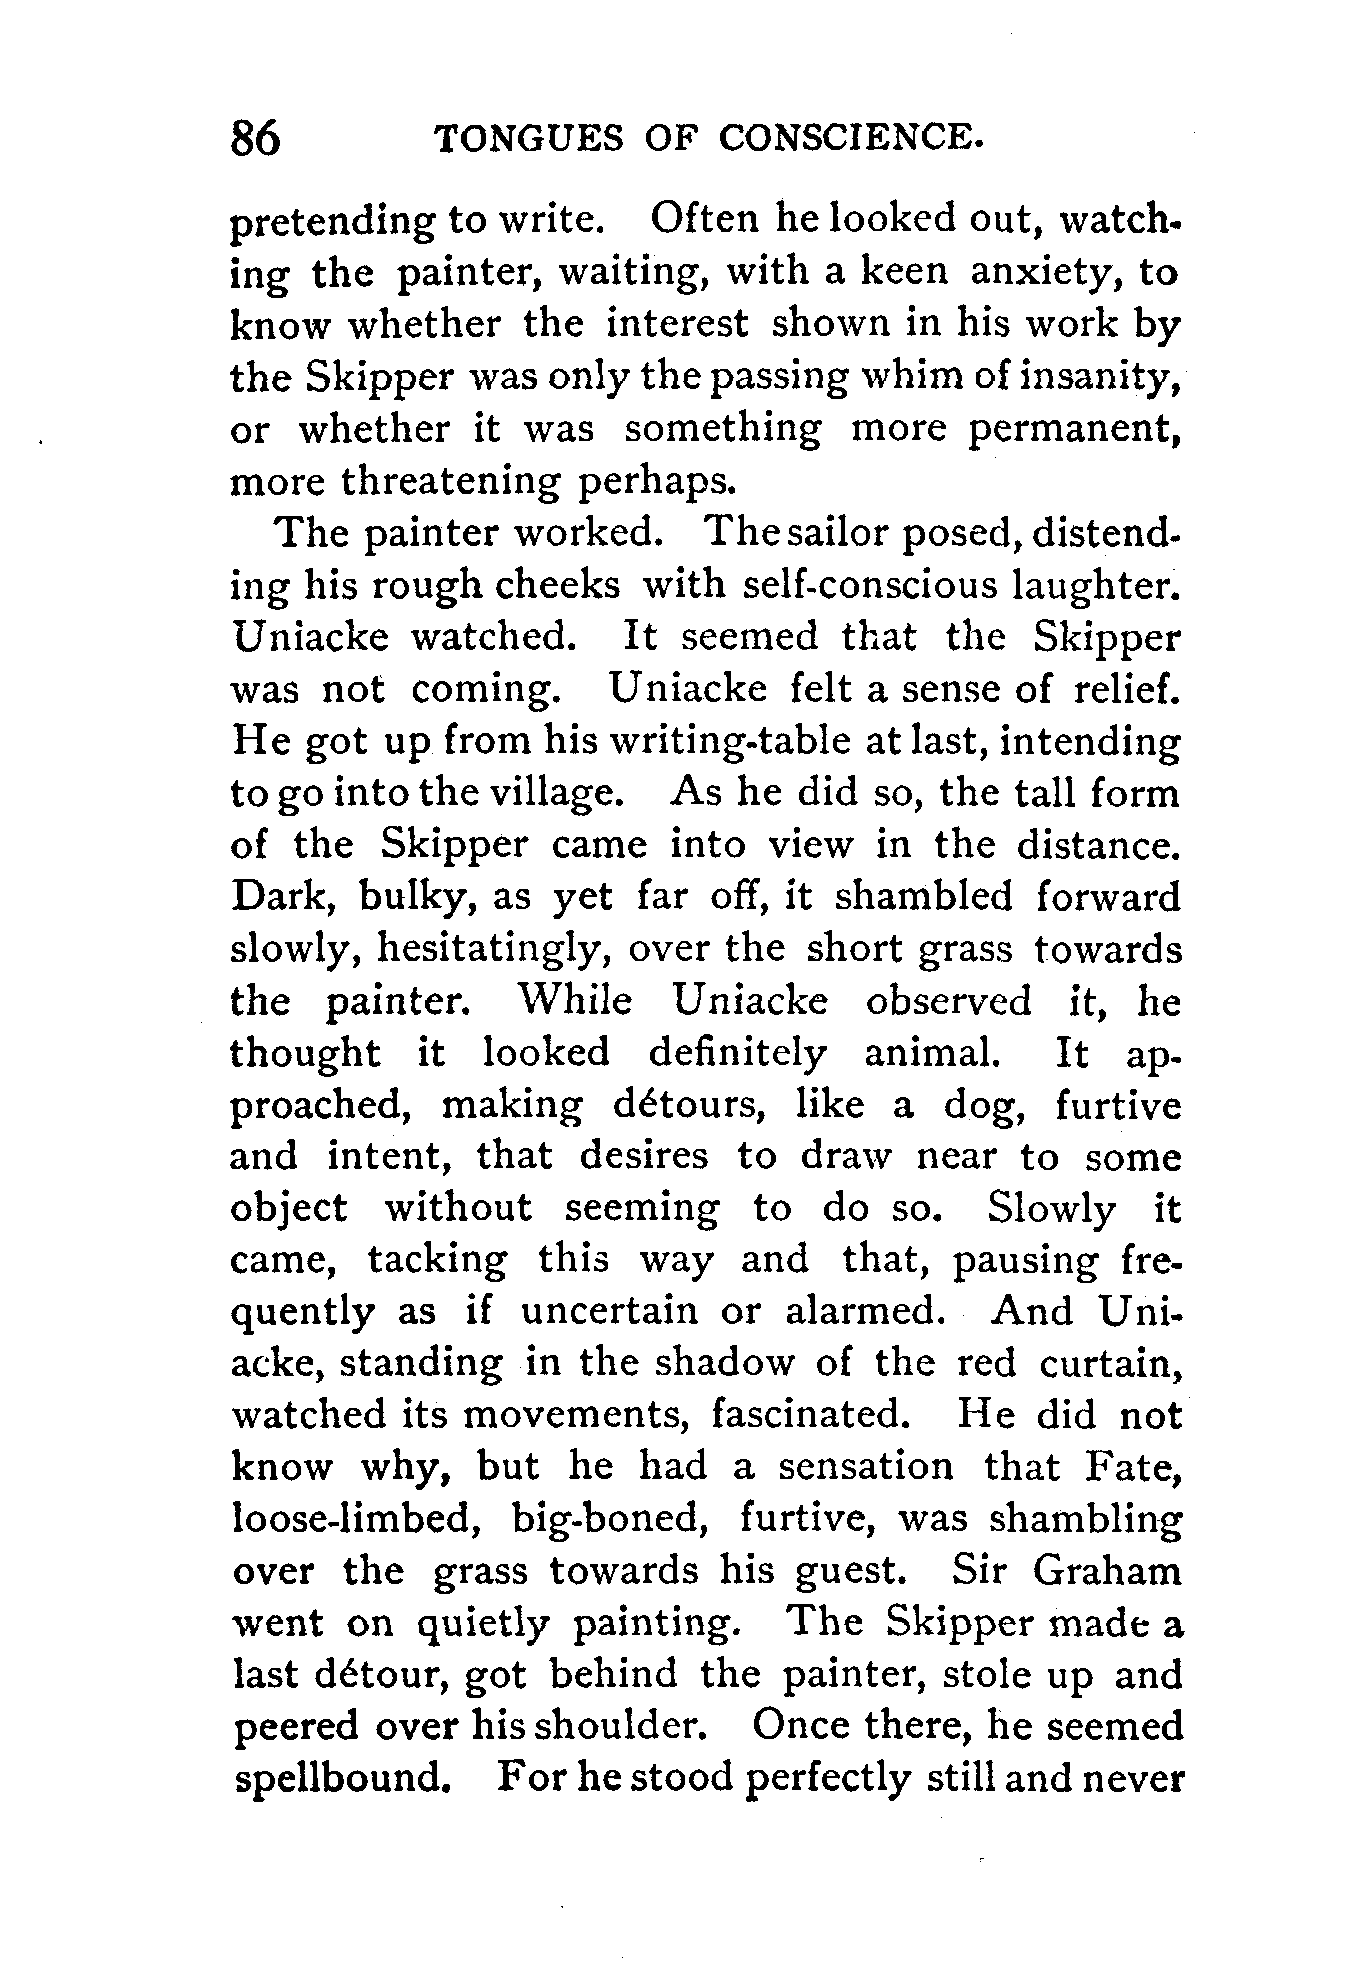 86 TONGUES OF CONSCIENCE.
pretending to write. Often he looked out, watch-
ing the painter, waiting, with a keen anxiety, to
know whether the interest shown in his work by
the Skipper was only the passing whim of insanity,
or whether it was something more permanent,
more threatening perhaps.
The painter worked. The sailor posed, distend-
ing his rough cheeks with self-conscious laughter.
Uniacke watched. It seemed that the Skipper
was not coming. Uniacke felt a sense of relief.
He got up from his writing-table at last, intending
to go into the village. As he did so, the tall form
of the Skipper came into view in the distance.
Dark, bulky, as yet far off, it shambled forward
slowly, hesitatingly, over the short grass towards
the painter. While Uniacke observed it, he
thought it looked definitely animal. It ap-
proached, making détours, like a dog, furtive
and intent, that desires to draw near to some
object without seeming to do so. Slowly it
came, tacking this way and that, pausing fre-
quently as if uncertain or alarmed. And Uni-
acke, standing in the shadow of the red curtain,
watched its movements, fascinated. He did not
know why, but he had a sensation that Fate,
loose-limbed, big-boned, furtive, was shambling
over the grass towards his guest. Sir Graham
went on quietly painting. The Skipper made a
last détour, got behind the painter, stole up and
peered over his shoulder. Once there, he seemed
spellbound. For he stood perfectly still and never